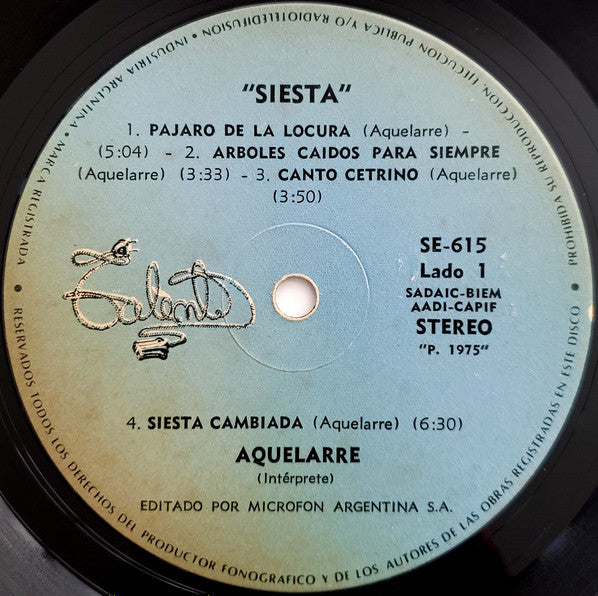 "SIESTA"
1. PAJARO DE LA LOCURA (Aquelarre) -
(5:04) - 2. ARBOLES CAIDOS PARA SIEMPRE
(Aquelarre) (3:33) - 3. CANTO CETRINO (Aquelarre)
(3:50)
Talent
SE-615
Lado 1
SADAIC-BIEM
AADI-CAPIF
STEREO
"P. 1975"
4. SIESTA CAMBIADA (Aquelarre) (6:30)
AQUELARRE
(Intérprete)
EDITADO POR MICROFON ARGENTINA S.A.
INDUSTRIA ARGENTINA • MARCA REGISTRADA • RESERVADOS TODOS LOS DERECHOS DEL PRODUCTOR FONOGRAFICO Y DE LOS AUTORES DE LAS OBRAS REGISTRADAS EN ESTE DISCO • PROHIBIDA SU REPRODUCCION, EJECUCION PUBLICA Y/O RADIOTELEDIFUSION •